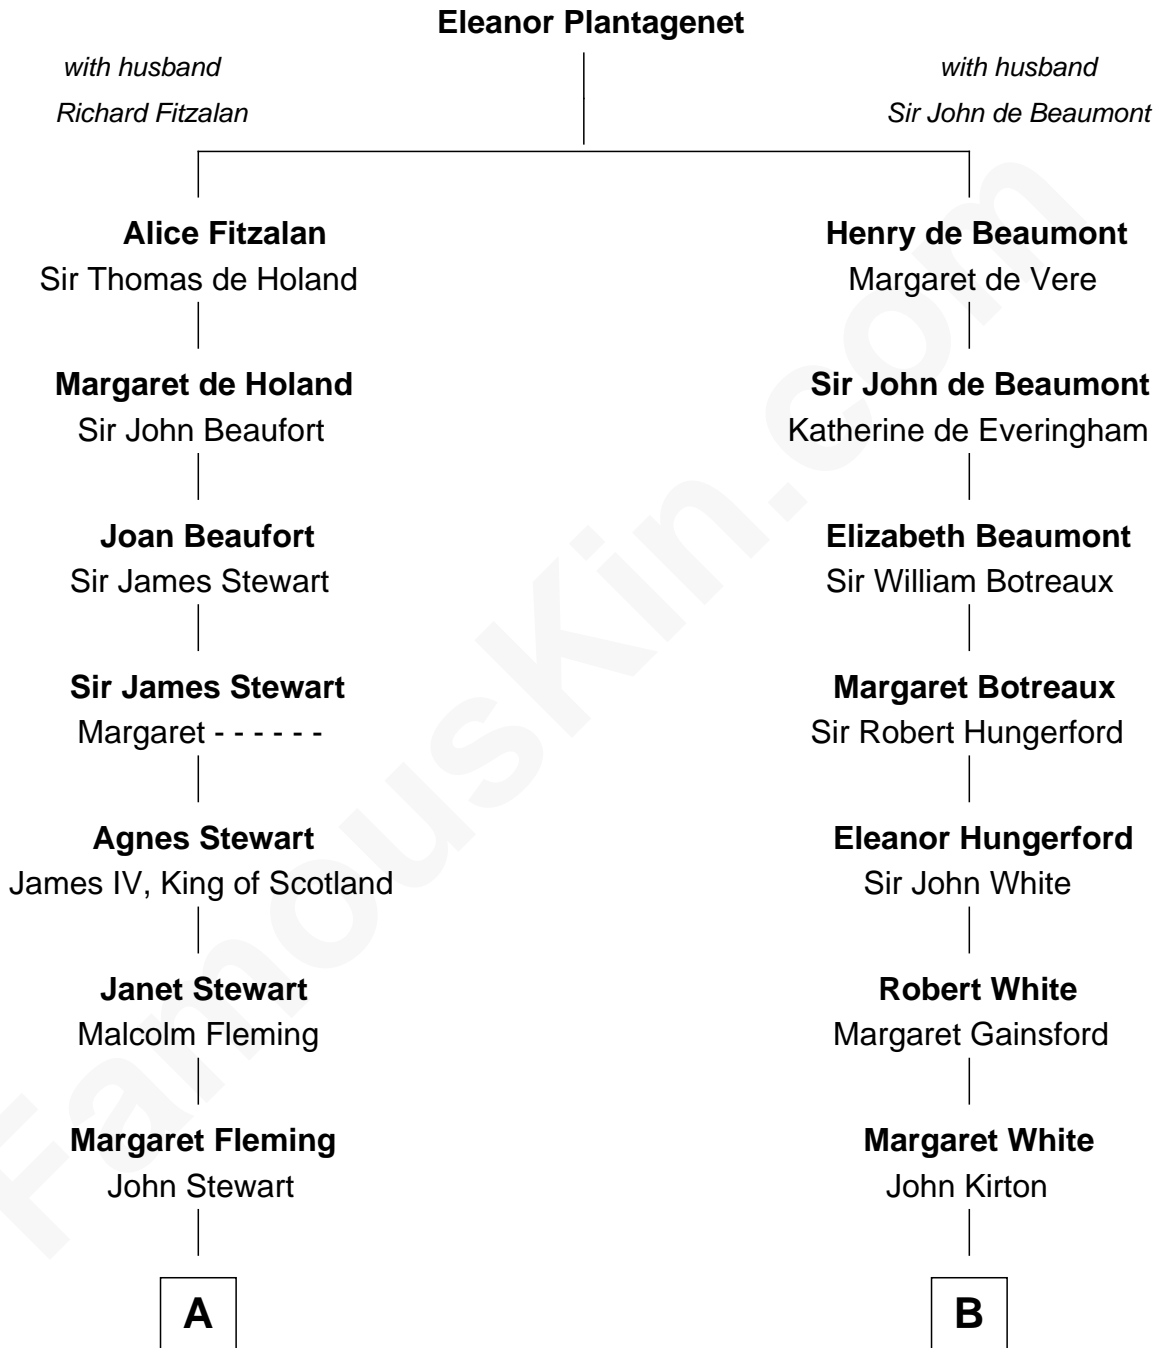 Eleanor Plantagenet
with husband
Richard Fitzalan
with husband
Sir John de Beaumont
Alice Fitzalan
Sir Thomas de Holand
Henry de Beaumont
Margaret de Vere
Margaret de Holand
Sir John Beaufort
Sir John de Beaumont
Katherine de Everingham
Joan Beaufort
Sir James Stewart
Elizabeth Beaumont
Sir William Botreaux
Sir James Stewart
Margaret - - - - - -
Margaret Botreaux
Sir Robert Hungerford
Agnes Stewart
James IV, King of Scotland
Eleanor Hungerford
Sir John White
Janet Stewart
Malcolm Fleming
Robert White
Margaret Gainsford
Margaret Fleming
John Stewart
Margaret White
John Kirton
A
B
FamousKin.com